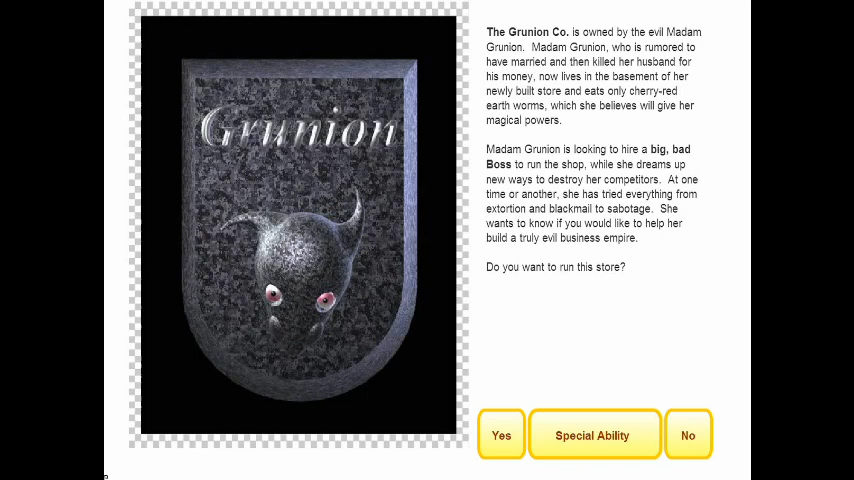 Grunion
The Grunion Co. is owned by the evil Madam
Grunion. Madam Grunion, who is rumored to
have married and then killed her husband for
his money, now lives in the basement of her
newly built store and eats only cherry-red
earth worms, which she believes will give her
magical powers.
Madam Grunion is looking to hire a big, bad
Boss to run the shop, while she dreams up
new ways to destroy her competitors. At one
time or another, she has tried everything from
extortion and blackmail to sabotage. She
wants to know if you would like to help her
build a truly evil business empire.
Do you want to run this store?
Yes
Special Ability
No